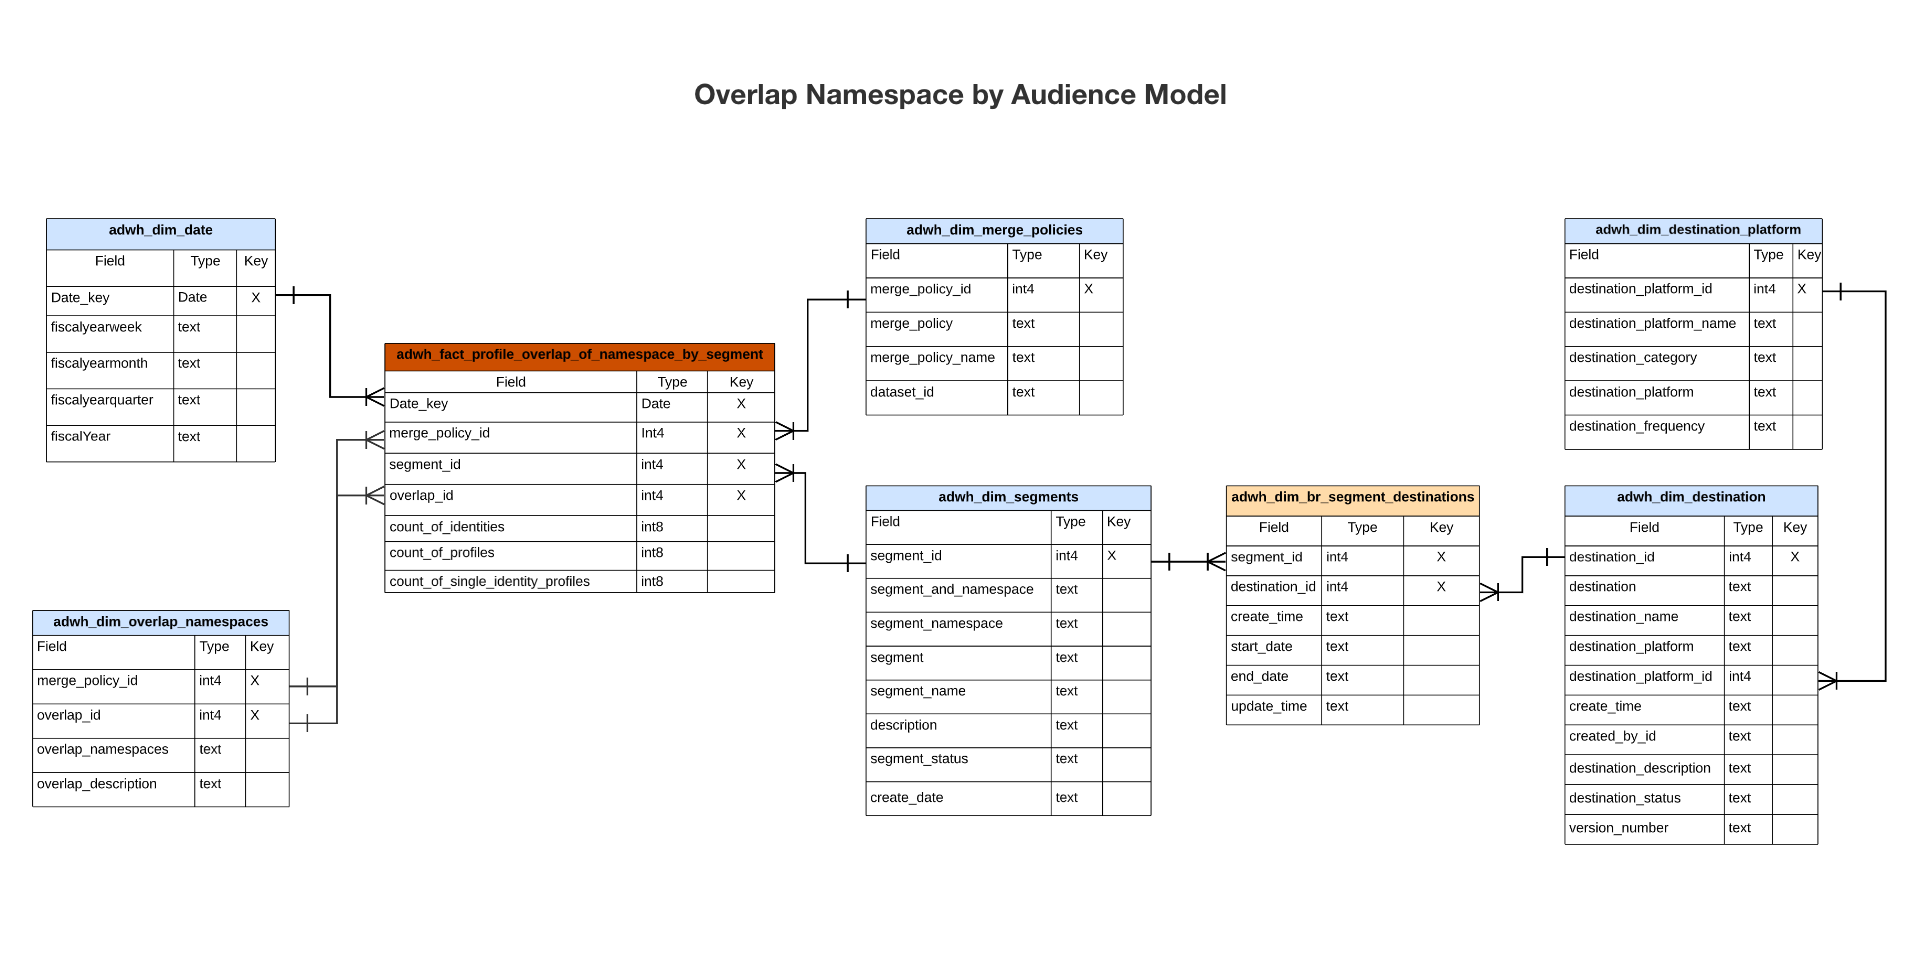 Overlap Namespace by Audience Model
adwh_dim_date
Field Type Key
Date_key Date X
fiscalyearweek text
fiscalyearmonth text
fiscalyearquarter text
fiscalYear text
adwh_fact_profile_overlap_of_namespace_by_segment
Field Type Key
Date_key Date X
merge_policy_id Int4 X
segment_id int4 X
overlap_id int4 X
count_of_identities int8
count_of_profiles int8
count_of_single_identity_profiles int8
adwh_dim_overlap_namespaces
Field Type Key
merge_policy_id int4 X
overlap_id int4 X
overlap_namespaces text
overlap_description text
adwh_dim_merge_policies
Field Type Key
merge_policy_id int4 X
merge_policy text
merge_policy_name text
dataset_id text
adwh_dim_segments
Field Type Key
segment_id int4 X
segment_and_namespace text
segment_namespace text
segment text
segment_name text
description text
segment_status text
create_date text
adwh_dim_br_segment_destinations
Field Type Key
segment_id int4 X
destination_id int4 X
create_time text
start_date text
end_date text
update_time text
adwh_dim_destination_platform
Field Type Key
destination_platform_id int4 X
destination_platform_name text
destination_category text
destination_platform text
destination_frequency text
adwh_dim_destination
Field Type Key
destination_id int4 X
destination text
destination_name text
destination_platform text
destination_platform_id int4
create_time text
created_by_id text
destination_description text
destination_status text
version_number text